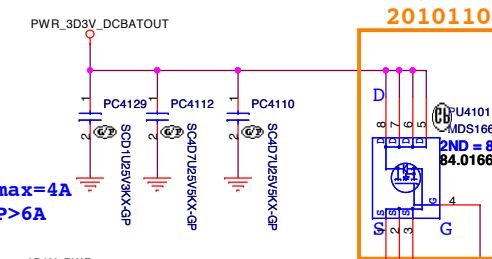 2010110
PWR_3D3V_DCBATOUT
1
PC4129
2
SCD1U25V3KX-GP
1
PC4112
2
SC4D7U25V5KX-GP
1
PC4110
2
SC4D7U25V5KX-GP
D
8
7
6
5
D
D
D
D
PU4101
MDS166
2ND = 8
84.0166
G
4
S
S
S
S
1
2
3
G
max=4A
P>6A